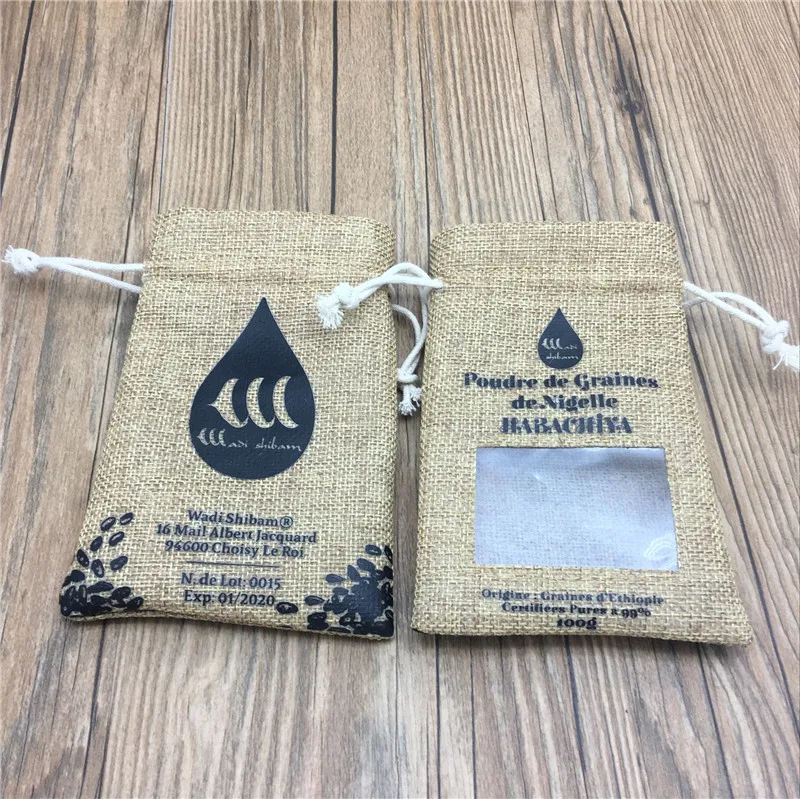 Wadi shibam
Wadi Shibam®
16 Mail Albert Jacquard
94600 Choisy Le Roi
N. de Lot: 0015
Exp: 01/2020
Wadi
shibam
Poudre de Graines
de Nigelle
HABACHIYA
Origine : Graines d'Ethiopie
Certifiées Pures a 99%
100g